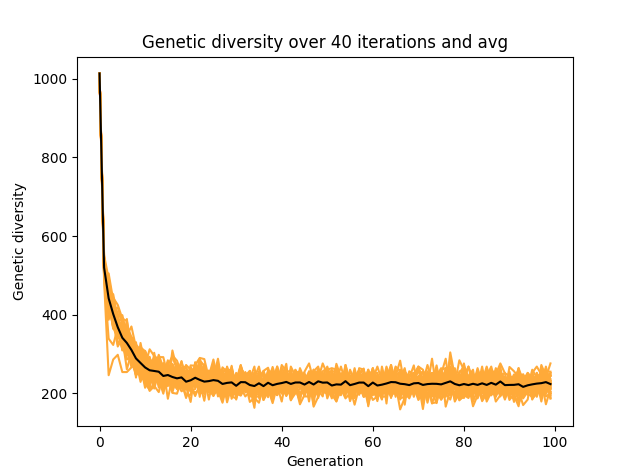 Genetic diversity over 40 iterations and avg
1000
800
600
400
200
Genetic diversity
0 20 40 60 80 100
Generation